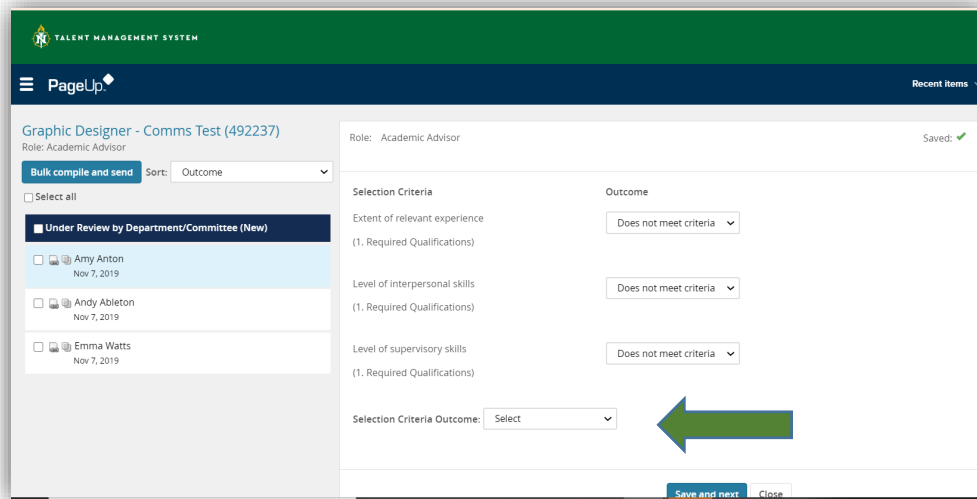 TALENT MANAGEMENT SYSTEM
PageUp
Recent items
Graphic Designer - Comms Test (492237)
Role: Academic Advisor
Bulk compile and send Sort: Outcome
Select all
Under Review by Department/Committee (New)
Amy Anton
Nov 7, 2019
Andy Ableton
Nov 7, 2019
Emma Watts
Nov 7, 2019
Role: Academic Advisor Saved:
Selection Criteria Outcome
Extent of relevant experience Does not meet criteria
(1. Required Qualifications)
Level of interpersonal skills Does not meet criteria
(1. Required Qualifications)
Level of supervisory skills Does not meet criteria
(1. Required Qualifications)
Selection Criteria Outcome: Select
Save and next Close